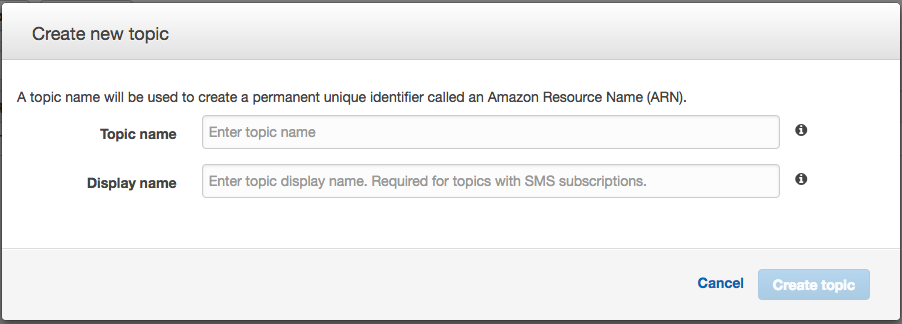 Create new topic
A topic name will be used to create a permanent unique identifier called an Amazon Resource Name (ARN).
Topic name Enter topic name
Display name Enter topic display name. Required for topics with SMS subscriptions.
Cancel Create topic